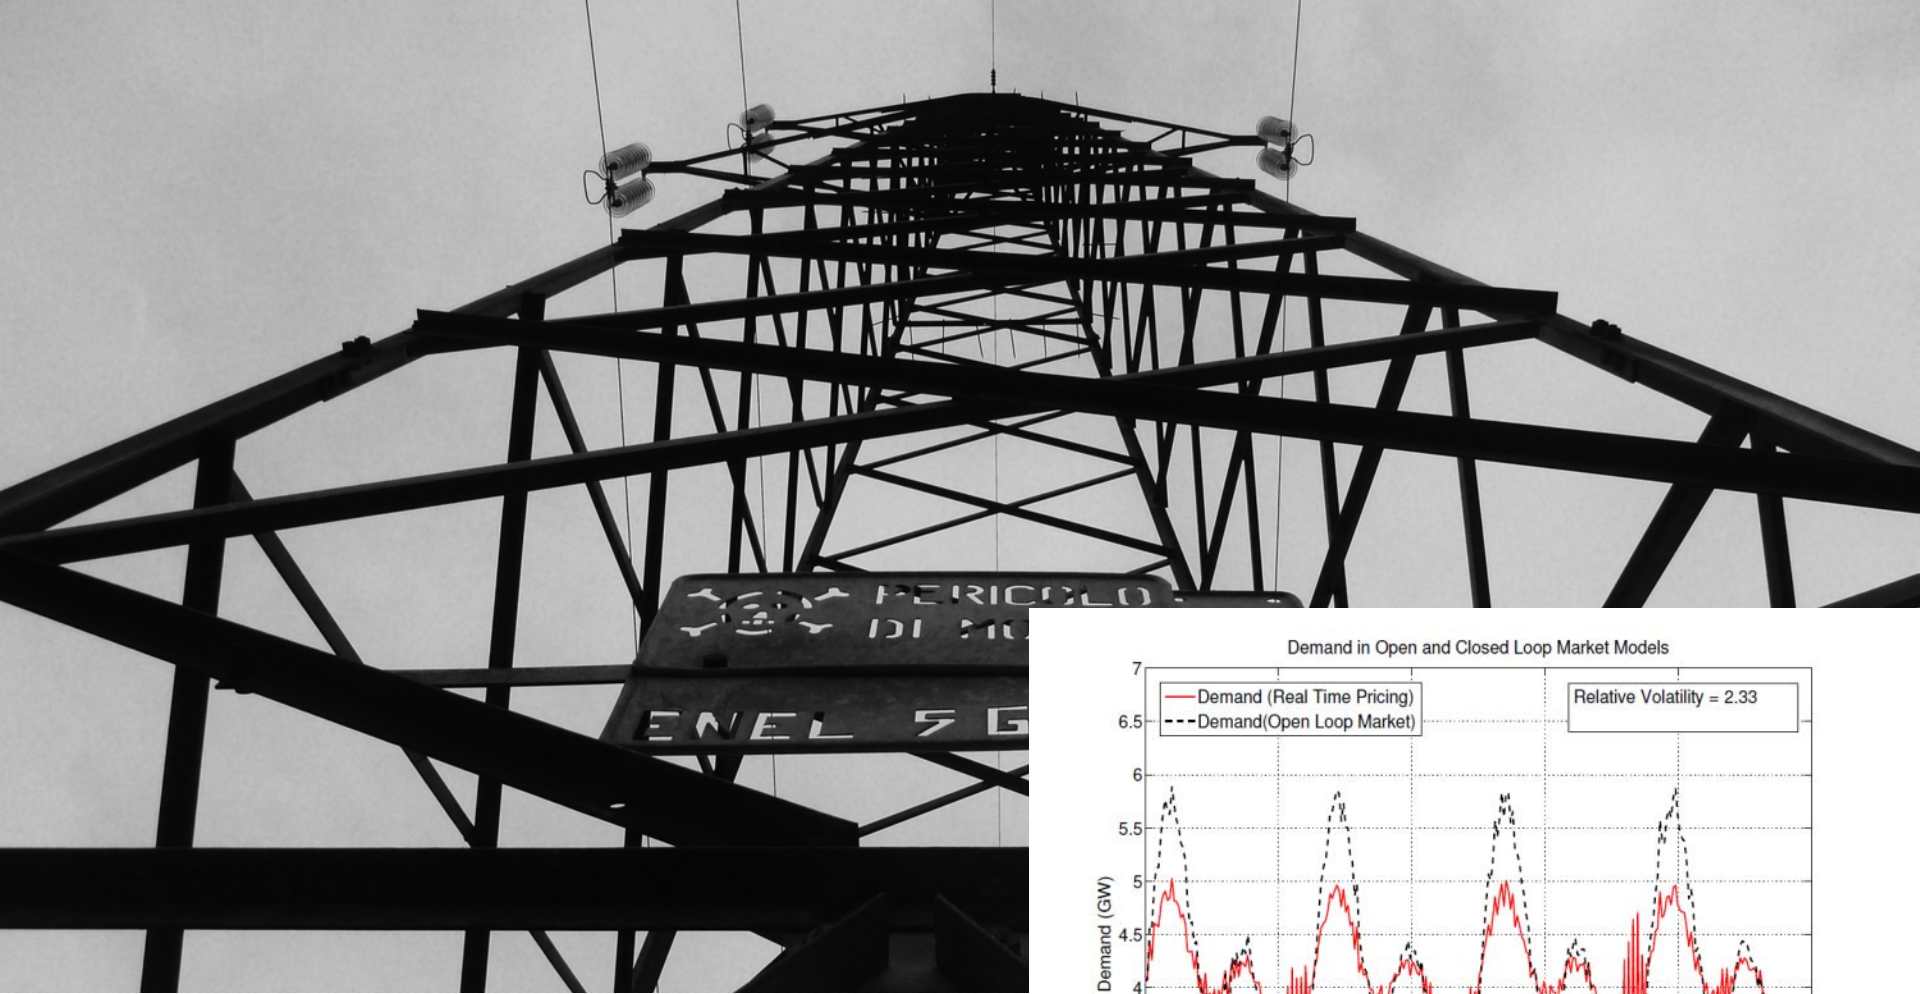 PERICOLO
DI
ENEL 5 G
Demand in Open and Closed Loop Market Models
Demand (Real Time Pricing)
Demand(Open Loop Market)
Relative Volatility = 2.33
7
6.5
6
5.5
5
4.5
4
Demand (GW)